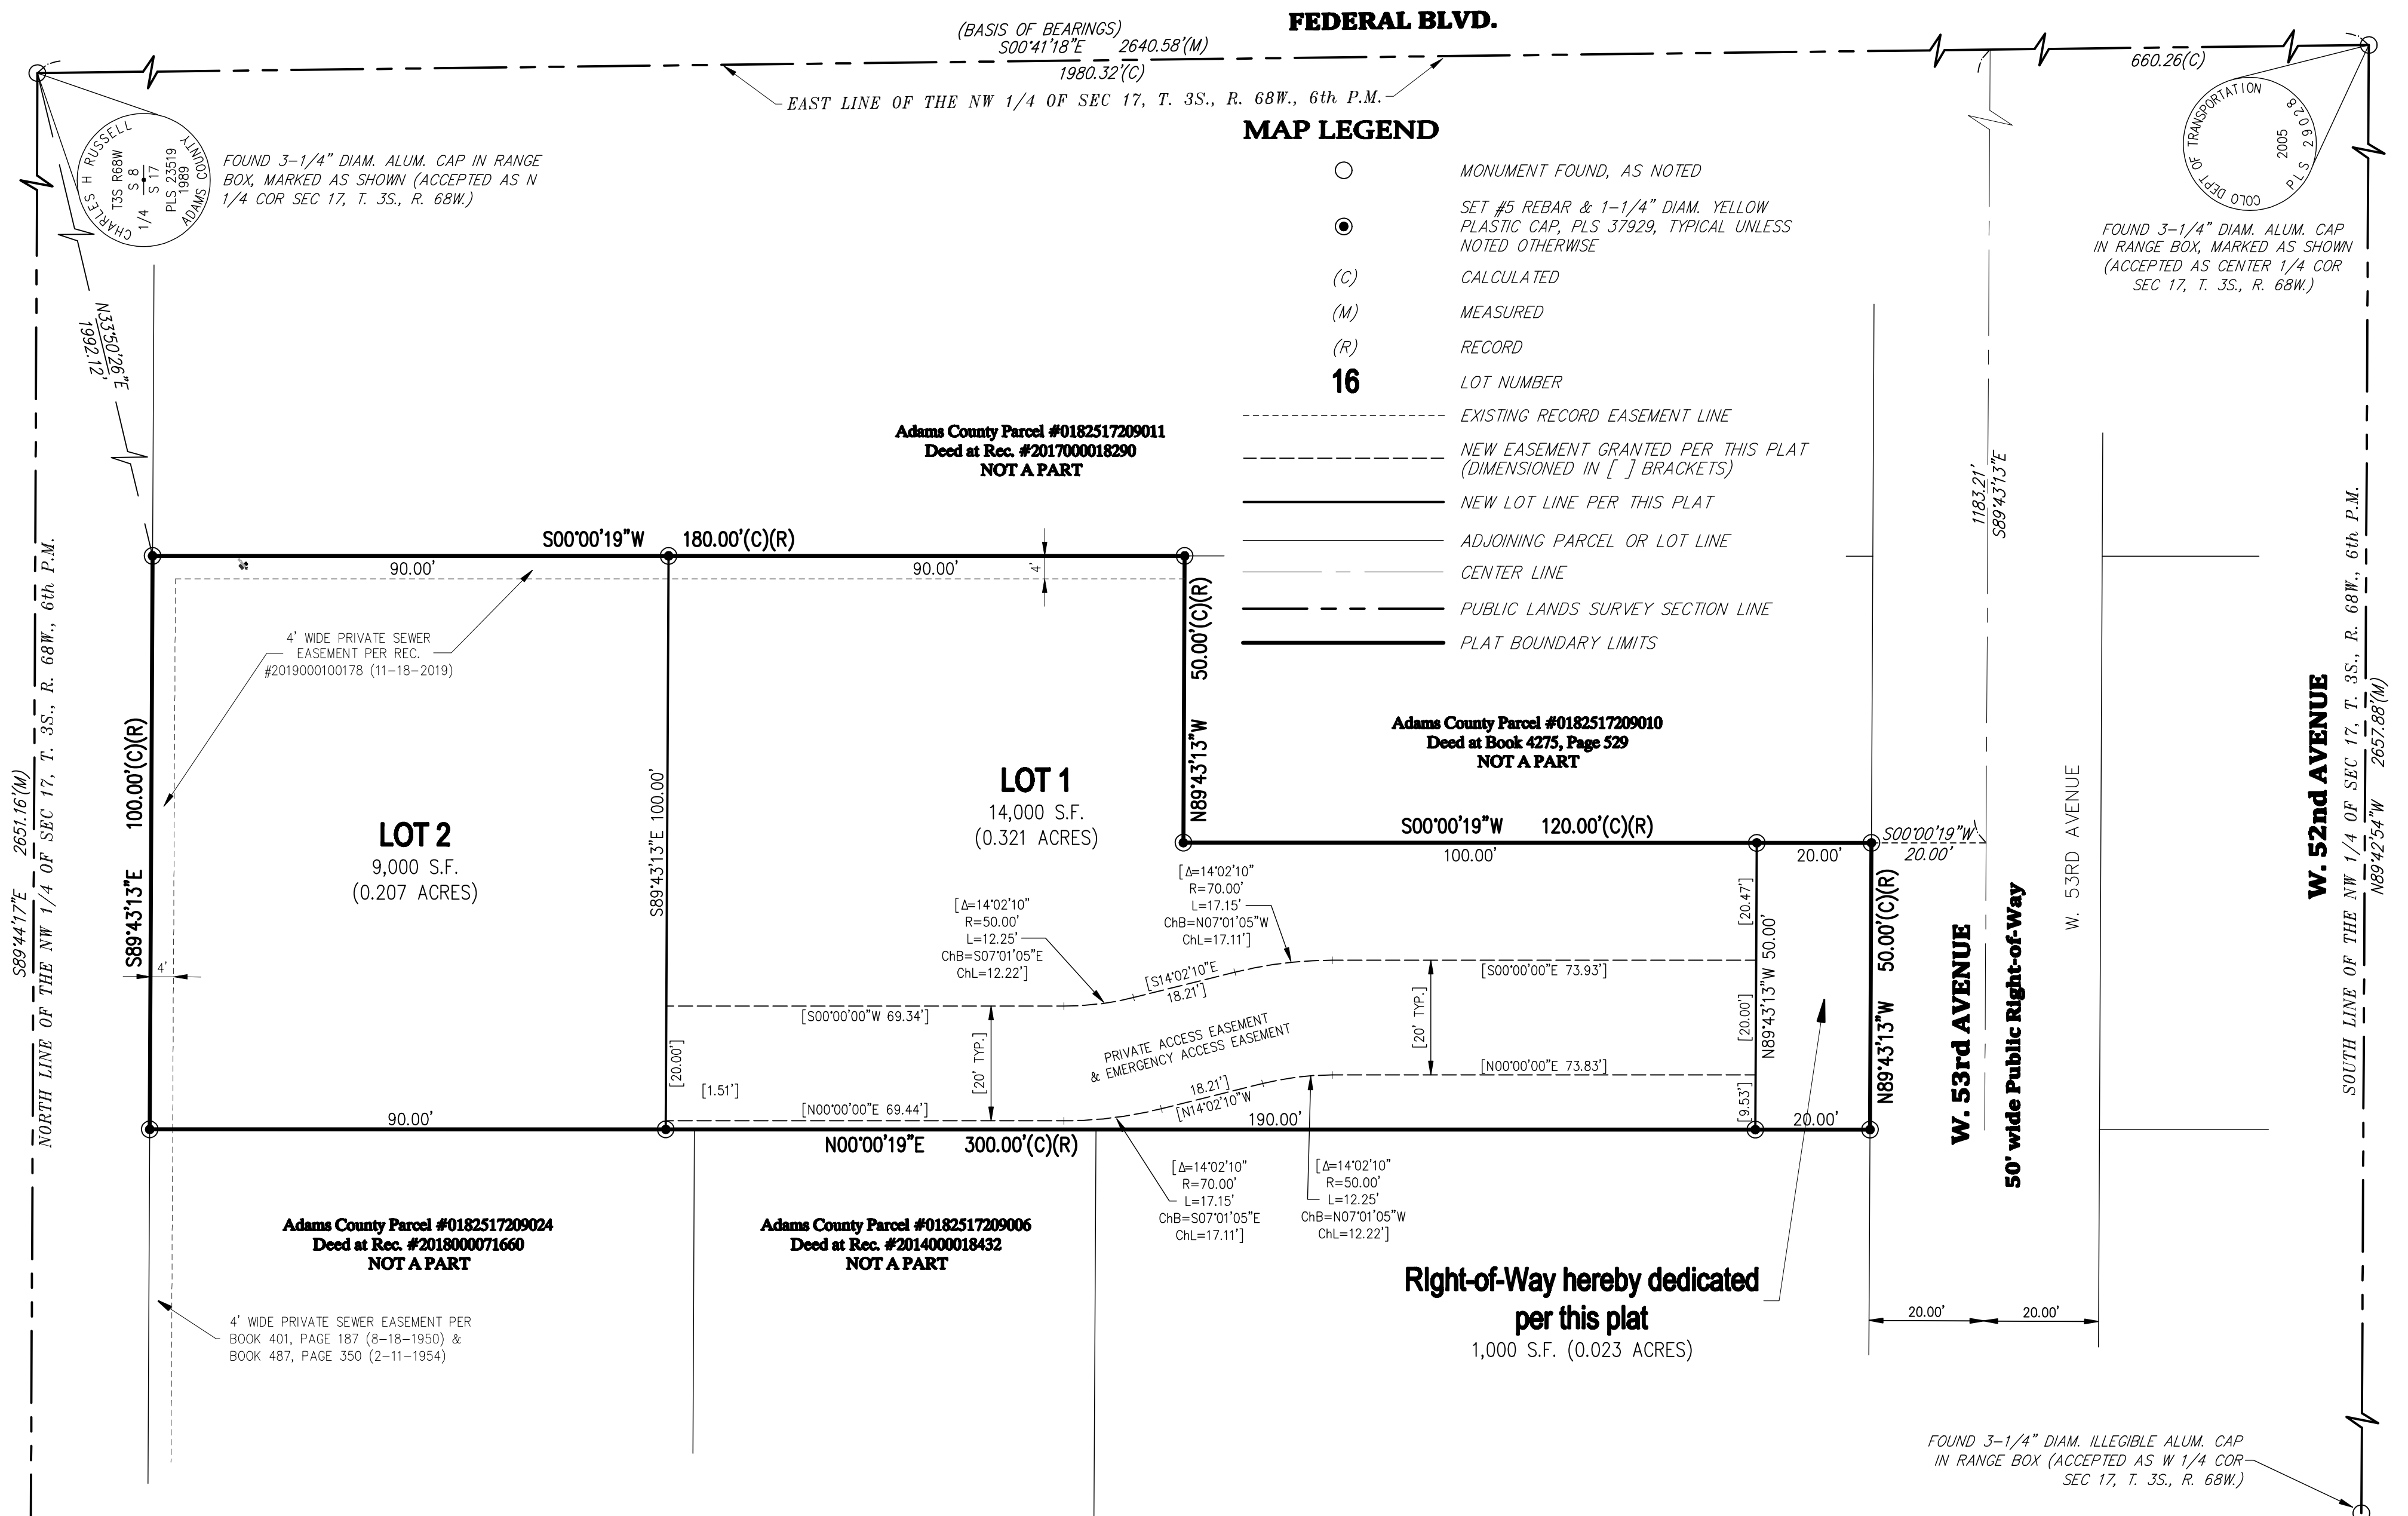 FEDERAL BLVD.
(BASIS OF BEARINGS)
S00°41'18"E 2640.58'(M)
1980.32'(C)
660.26(C)
EAST LINE OF THE NW 1/4 OF SEC 17, T. 3S., R. 68W., 6th P.M.
CHARLES H RUSSELL
T3S R68W
S 8
1/4
S 17
PLS 23519
1989
ADAMS COUNTY
FOUND 3-1/4" DIAM. ALUM. CAP IN RANGE
BOX, MARKED AS SHOWN (ACCEPTED AS N
1/4 COR SEC 17, T. 3S., R. 68W.)
COLO DEPT OF TRANSPORTATION
2005
PLS 26028
FOUND 3-1/4" DIAM. ALUM. CAP
IN RANGE BOX, MARKED AS SHOWN
(ACCEPTED AS CENTER 1/4 COR
SEC 17, T. 3S., R. 68W.)
MAP LEGEND
MONUMENT FOUND, AS NOTED
SET #5 REBAR & 1-1/4" DIAM. YELLOW
PLASTIC CAP, PLS 37929, TYPICAL UNLESS
NOTED OTHERWISE
(C) CALCULATED
(M) MEASURED
(R) RECORD
16 LOT NUMBER
EXISTING RECORD EASEMENT LINE
NEW EASEMENT GRANTED PER THIS PLAT
(DIMENSIONED IN [ ] BRACKETS)
NEW LOT LINE PER THIS PLAT
ADJOINING PARCEL OR LOT LINE
CENTER LINE
PUBLIC LANDS SURVEY SECTION LINE
PLAT BOUNDARY LIMITS
N33°50'26"E
1992.12'
Adams County Parcel #0182517209011
Deed at Rec. #2017000018290
NOT A PART
1183.21'
S89°43'13"E
S00°00'19"W 180.00'(C)(R)
90.00'
90.00'
4'
4' WIDE PRIVATE SEWER
EASEMENT PER REC.
#2019000100178 (11-18-2019)
S89°44'17"E 2651.16'(M)
NORTH LINE OF THE NW 1/4 OF SEC 17, T. 3S., R. 68W., 6th P.M.
S89°43'13"E 100.00'(C)(R)
4'
LOT 2
9,000 S.F.
(0.207 ACRES)
S89°43'13"E 100.00'
LOT 1
14,000 S.F.
(0.321 ACRES)
N89°43'13"W 50.00'(C)(R)
Adams County Parcel #0182517209010
Deed at Book 4275, Page 529
NOT A PART
S00°00'19"W 120.00'(C)(R)
100.00'
20.00'
S00°00'19"W
20.00'
[Δ=14°02'10"
R=50.00'
L=12.25'
ChB=S07°01'05"E
ChL=12.22']
[Δ=14°02'10"
R=70.00'
L=17.15'
ChB=N07°01'05"W
ChL=17.11']
[S14°02'10"E
18.21']
[S00°00'00"E 73.93']
[20.47']
[20.00']
[9.53']
N89°43'13"W 50.00'
N89°43'13"W 50.00'(C)(R)
[S00°00'00"W 69.34']
[20' TYP.]
[20' TYP.]
PRIVATE ACCESS EASEMENT
& EMERGENCY ACCESS EASEMENT
[20.00']
[1.51']
[N00°00'00"E 69.44']
18.21']
[N14°02'10"W
[N00°00'00"E 73.83']
90.00'
190.00'
20.00'
N00°00'19"E 300.00'(C)(R)
[Δ=14°02'10"
R=70.00'
L=17.15'
ChB=S07°01'05"E
ChL=17.11']
[Δ=14°02'10"
R=50.00'
L=12.25'
ChB=N07°01'05"W
ChL=12.22']
W. 53rd AVENUE
50' wide Public Right-of-Way
W. 53RD AVENUE
W. 52nd AVENUE
SOUTH LINE OF THE NW 1/4 OF SEC 17, T. 3S., R. 68W., 6th P.M.
N89°42'54"W 2657.88'(M)
Adams County Parcel #0182517209024
Deed at Rec. #2018000071660
NOT A PART
Adams County Parcel #0182517209006
Deed at Rec. #2014000018432
NOT A PART
4' WIDE PRIVATE SEWER EASEMENT PER
BOOK 401, PAGE 187 (8-18-1950) &
BOOK 487, PAGE 350 (2-11-1954)
Right-of-Way hereby dedicated
per this plat
1,000 S.F. (0.023 ACRES)
20.00'
20.00'
FOUND 3-1/4" DIAM. ILLEGIBLE ALUM. CAP
IN RANGE BOX (ACCEPTED AS W 1/4 COR
SEC 17, T. 3S., R. 68W.)